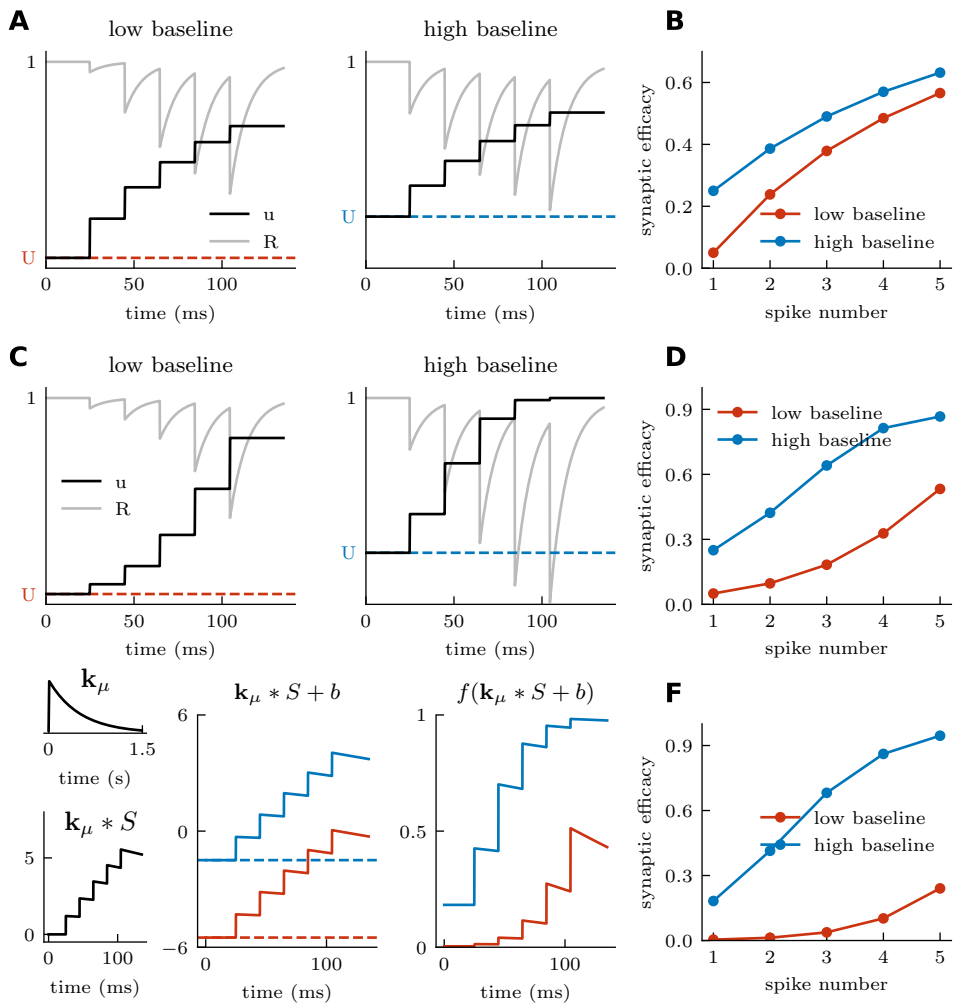 A
low baseline
high baseline
B
1
U
u
R
0
50
100
time (ms)
1
U
0
50
100
time (ms)
synaptic efficacy
0.6
0.4
0.2
0.0
low baseline
high baseline
1 2 3 4 5
spike number
C
low baseline
high baseline
D
1
U
u
R
0
50
100
time (ms)
1
U
0
50
100
time (ms)
synaptic efficacy
0.9
0.6
0.3
0.0
low baseline
high baseline
1 2 3 4 5
spike number
k_μ
0
1.5
time (s)
k_μ ∗ S
5
0
0
100
time (ms)
k_μ ∗ S + b
6
0
−6
0
100
time (ms)
f(k_μ ∗ S + b)
1
0.5
0
0
100
time (ms)
F
synaptic efficacy
0.9
0.6
0.3
0.0
low baseline
high baseline
1 2 3 4 5
spike number